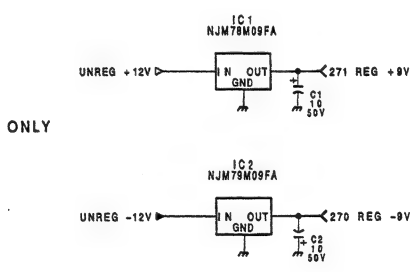 IC1
NJM78M09FA
UNREG +12V
IN OUT
GND
271 REG +9V
+
C1
10
50V
ONLY
IC2
NJM79M09FA
UNREG -12V
IN OUT
GND
270 REG -9V
+
C2
10
50V